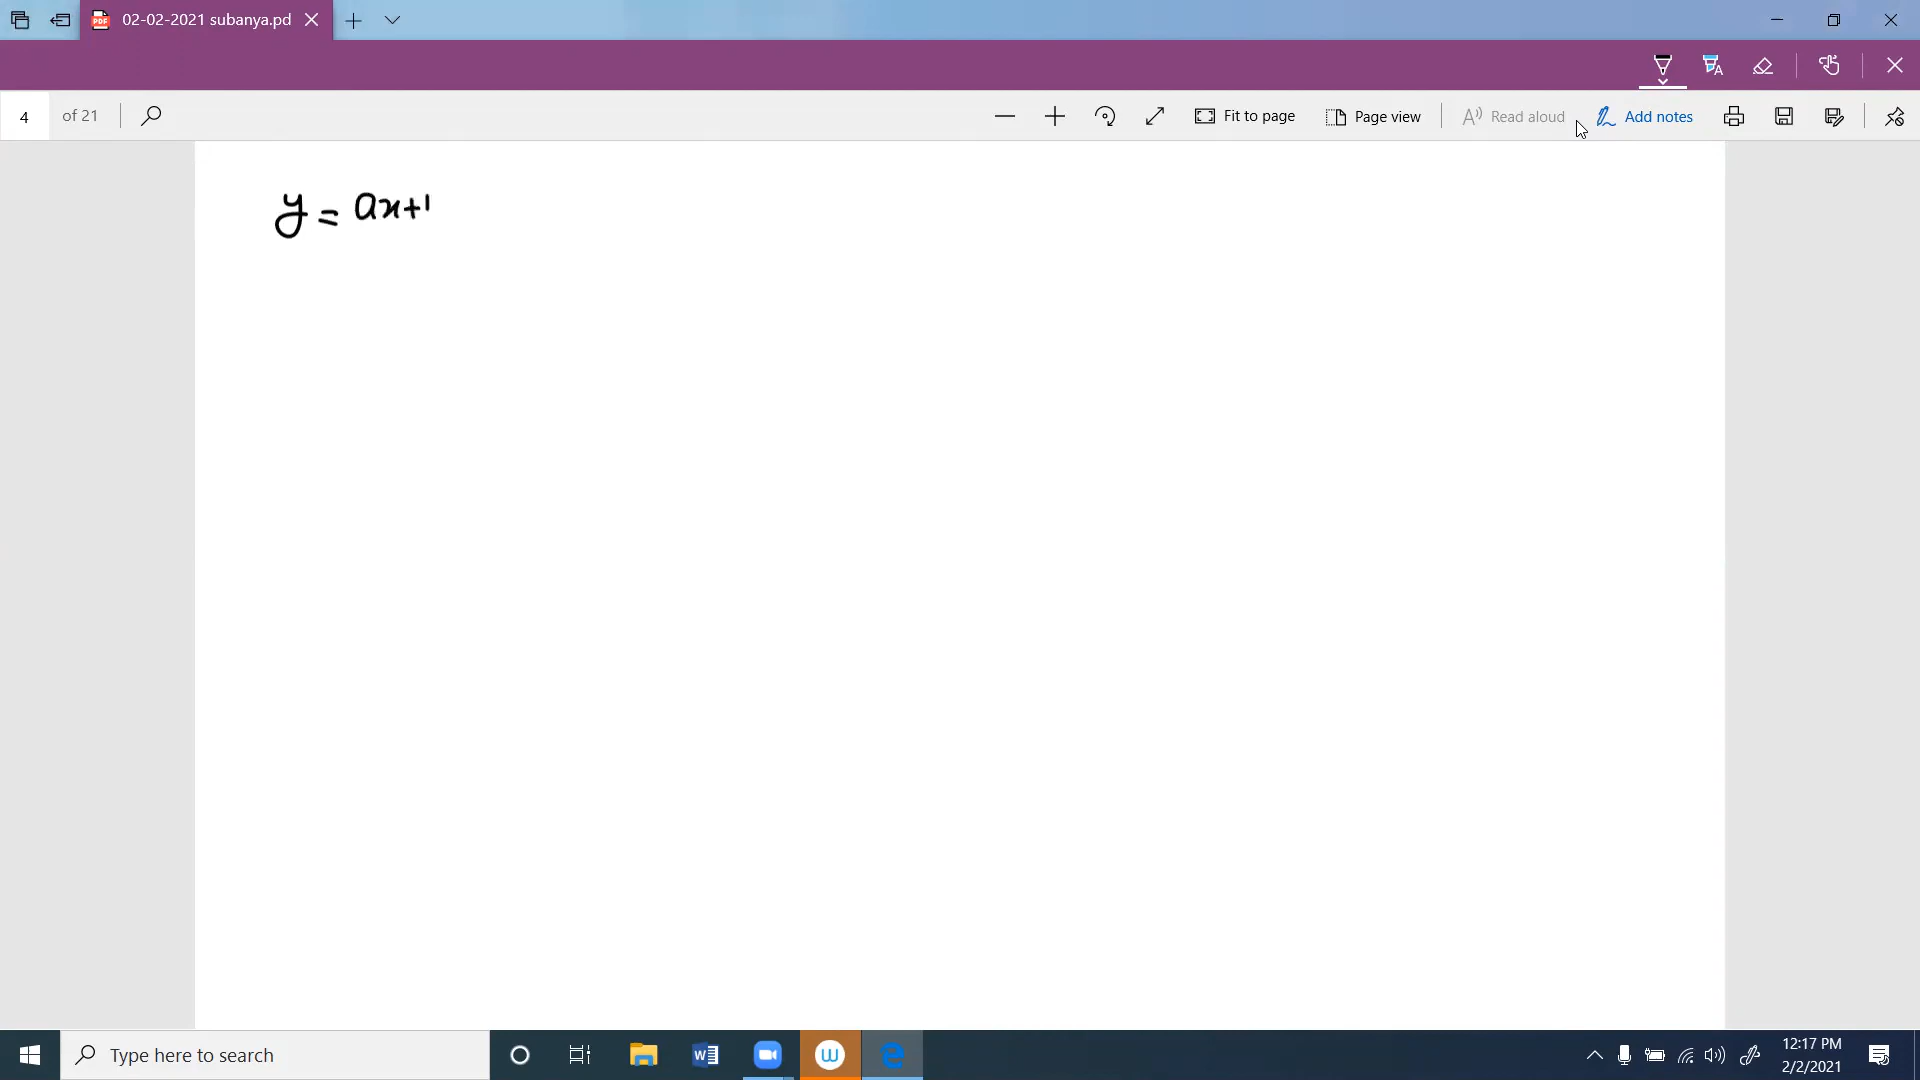 02-02-2021 subanya.pd
4 of 21 Fit to page Page view Read aloud Add notes
y = ax+1
Type here to search
12:17 PM
2/2/2021